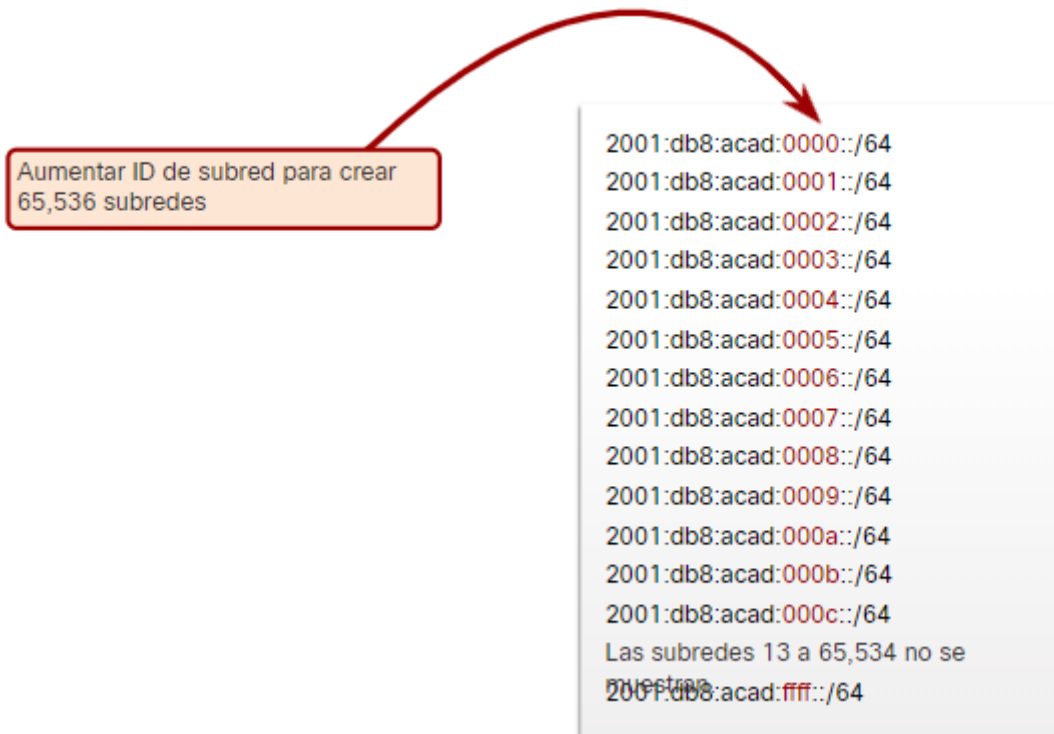 Aumentar ID de subred para crear
65,536 subredes
2001:db8:acad:0000::/64
2001:db8:acad:0001::/64
2001:db8:acad:0002::/64
2001:db8:acad:0003::/64
2001:db8:acad:0004::/64
2001:db8:acad:0005::/64
2001:db8:acad:0006::/64
2001:db8:acad:0007::/64
2001:db8:acad:0008::/64
2001:db8:acad:0009::/64
2001:db8:acad:000a::/64
2001:db8:acad:000b::/64
2001:db8:acad:000c::/64
Las subredes 13 a 65,534 no se
muestran.
2001:db8:acad:ffff::/64